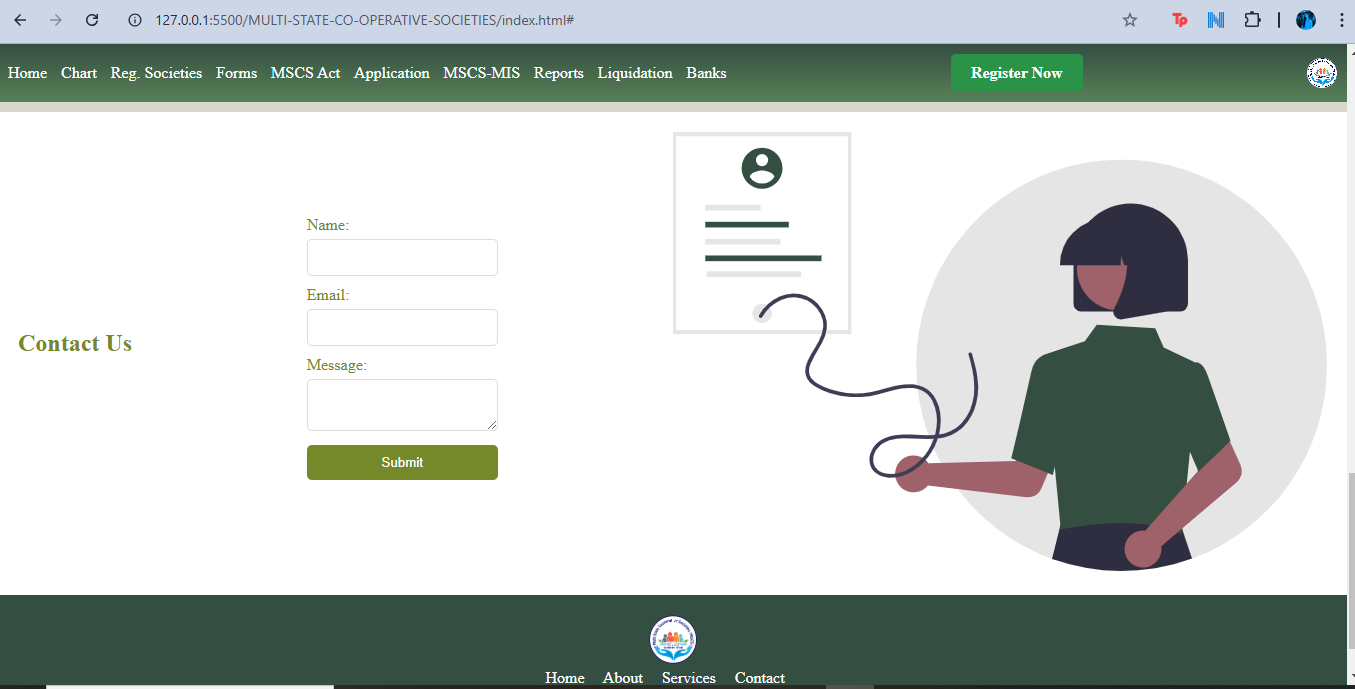 127.0.0.1:5500/MULTI-STATE-CO-OPERATIVE-SOCIETIES/index.html#
Home Chart Reg. Societies Forms MSCS Act Application MSCS-MIS Reports Liquidation Banks Register Now
Contact Us
Name:
Email:
Message:
Submit
Home About Services Contact